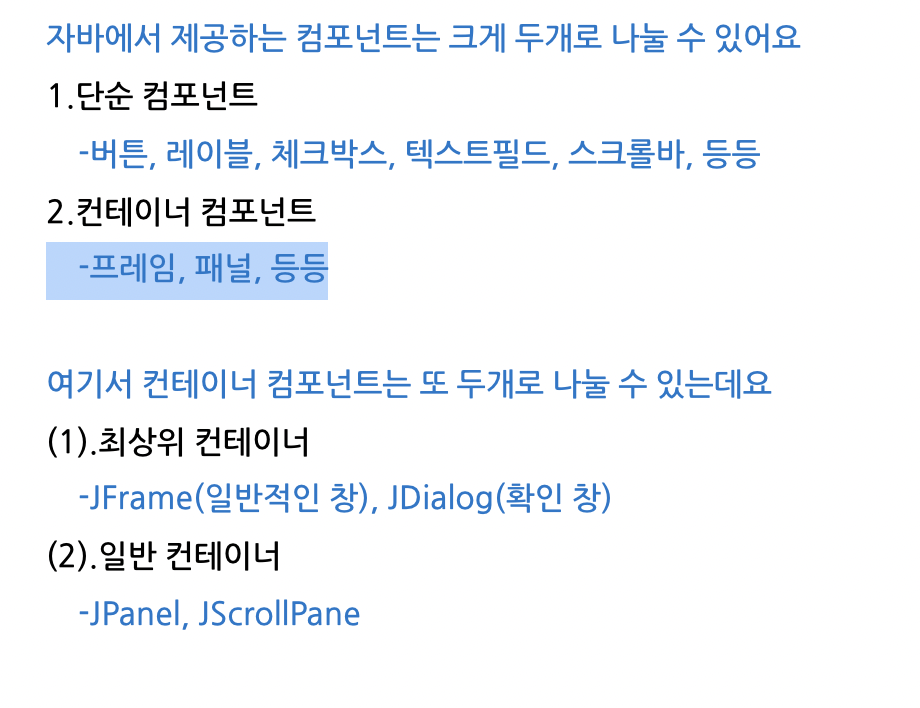 자바에서 제공하는 컴포넌트는 크게 두개로 나눌 수 있어요
1.단순 컴포넌트
-버튼, 레이블, 체크박스, 텍스트필드, 스크롤바, 등등
2.컨테이너 컴포넌트
-프레임, 패널, 등등
여기서 컨테이너 컴포넌트는 또 두개로 나눌 수 있는데요
(1).최상위 컨테이너
-JFrame(일반적인 창), JDialog(확인 창)
(2).일반 컨테이너
-JPanel, JScrollPane